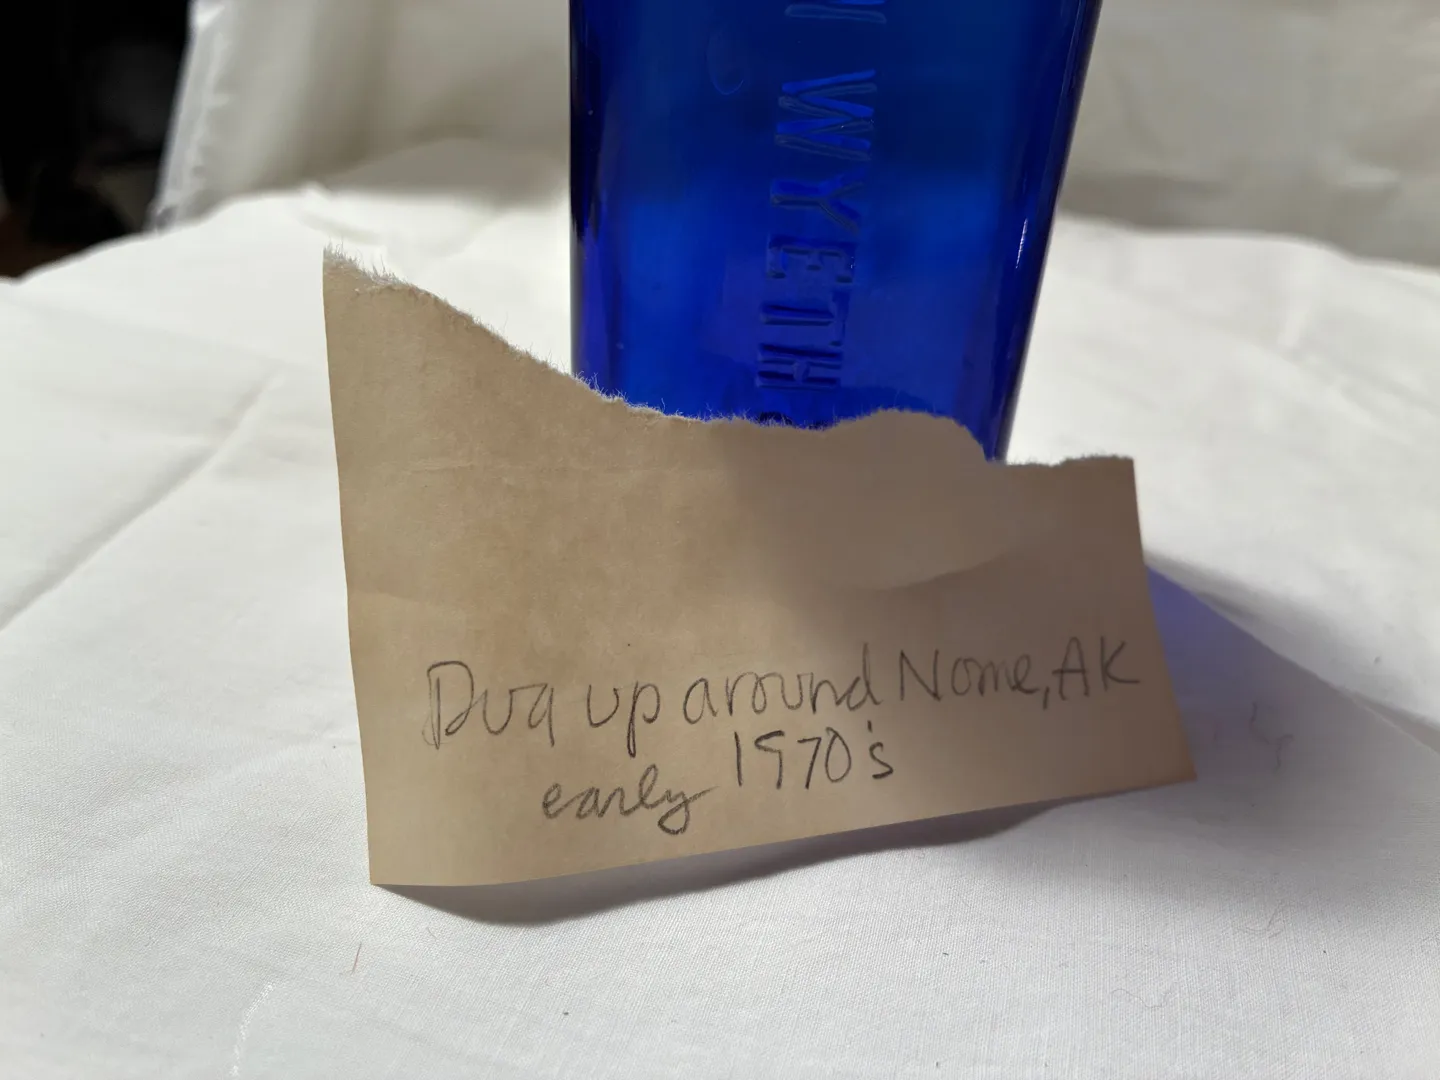 WYETH
Dug up around Nome, AK
early 1970's